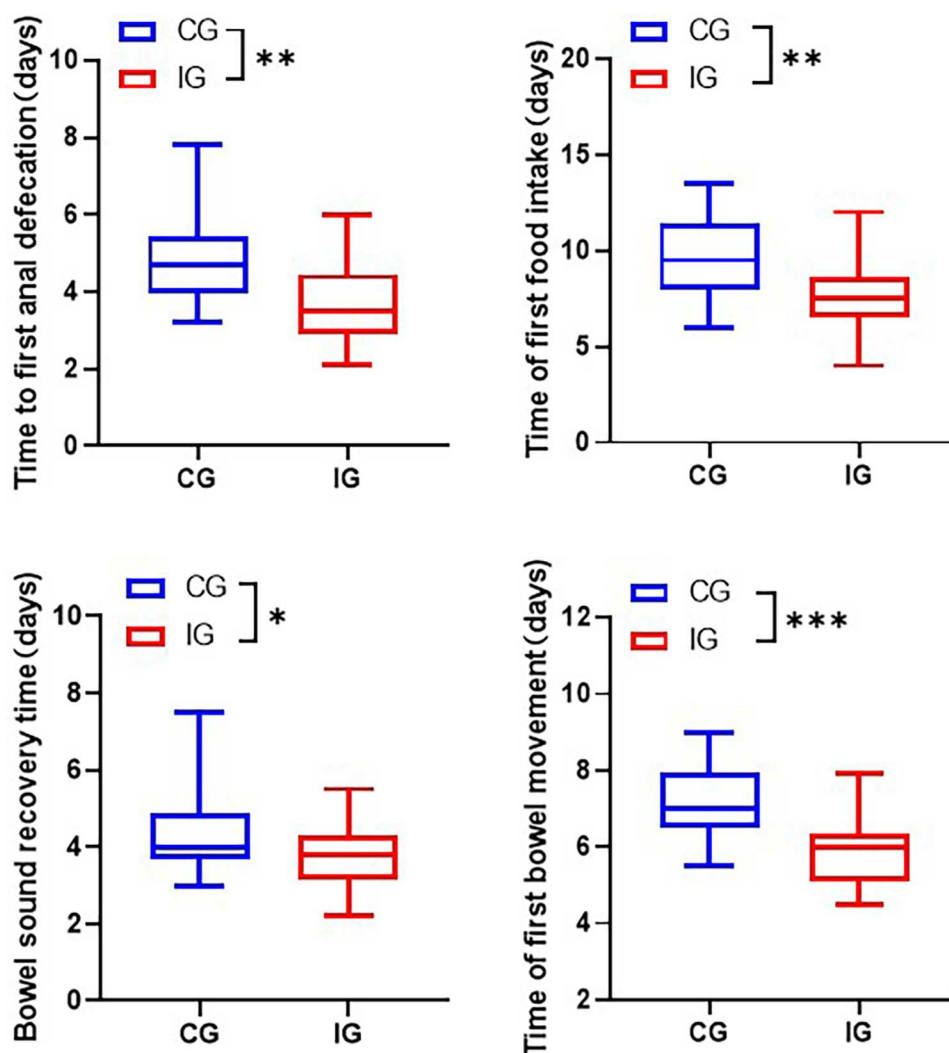 Time to first anal defecation(days)
CG
IG
**
10
8
6
4
2
0
CG
IG
Time of first food intake(days)
CG
IG
**
20
15
10
5
0
CG
IG
Bowel sound recovery time(days)
CG
IG
*
10
8
6
4
2
0
CG
IG
Time of first bowel movement(days)
CG
IG
***
12
10
8
6
4
2
CG
IG